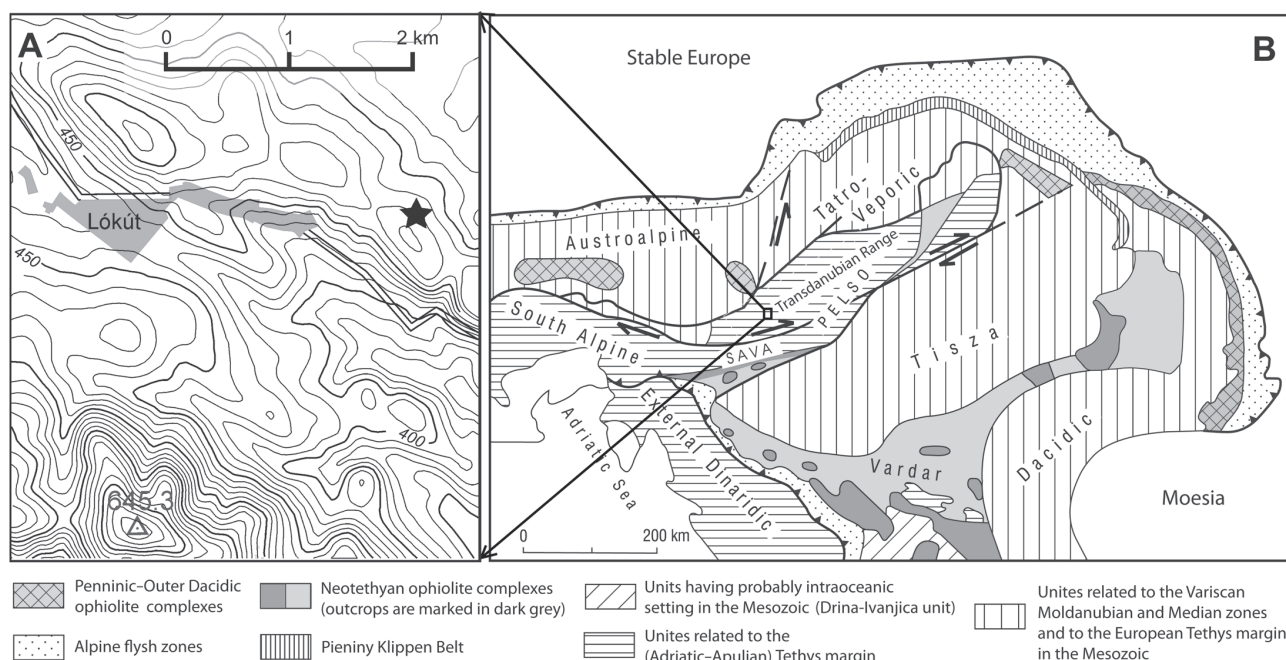 A
0 1 2 km
450
Lókút
450
400
645.3
B
Stable Europe
Tatro-
Veporic
Austroalpine
Transdanubian Range
PELSO
South Alpine
SAVA
Tisza
Adriatic Sea
External Dinaridic
Vardar
Dacidic
Moesia
0 200 km
Penninic–Outer Dacidic
ophiolite complexes
Neotethyan ophiolite complexes
(outcrops are marked in dark grey)
Units having probably intraoceanic
setting in the Mesozoic (Drina-Ivanjica unit)
Unites related to the Variscan
Moldanubian and Median zones
and to the European Tethys margin
in the Mesozoic
Alpine flysh zones
Pieniny Klippen Belt
Unites related to the
(Adriatic–Apulian) Tethys margin